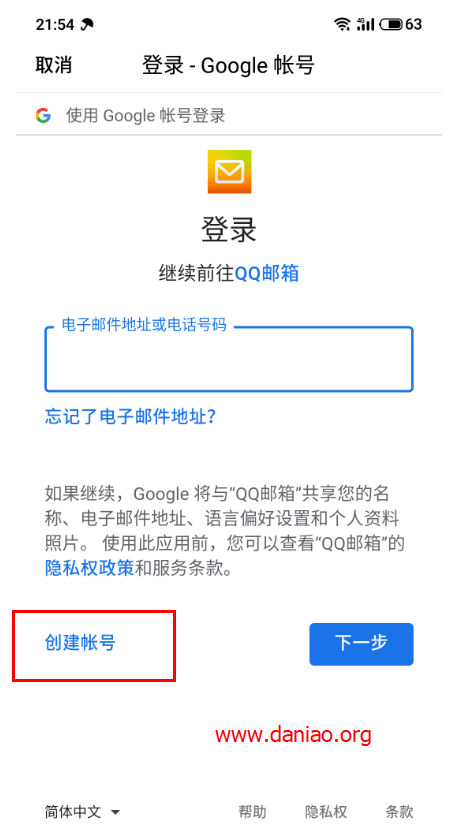 21:54 4G 63
取消 登录 - Google 帐号
使用 Google 帐号登录
登录
继续前往QQ邮箱
电子邮件地址或电话号码
忘记了电子邮件地址？
如果继续，Google 将与“QQ邮箱”共享您的名
称、电子邮件地址、语言偏好设置和个人资料
照片。 使用此应用前，您可以查看“QQ邮箱”的
隐私权政策和服务条款。
创建帐号 下一步
www.daniao.org
简体中文 帮助 隐私权 条款